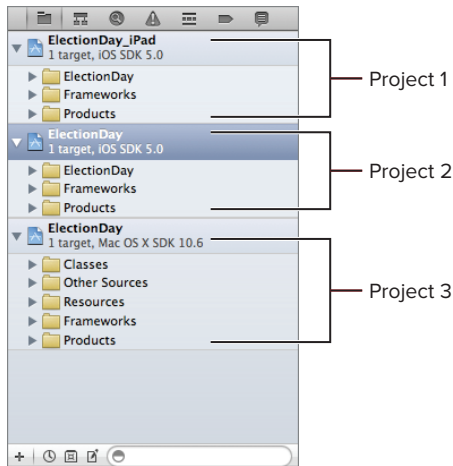 ElectionDay_iPad
1 target, iOS SDK 5.0
ElectionDay
Frameworks
Products
Project 1
ElectionDay
1 target, iOS SDK 5.0
ElectionDay
Frameworks
Products
Project 2
ElectionDay
1 target, Mac OS X SDK 10.6
Classes
Other Sources
Resources
Frameworks
Products
Project 3